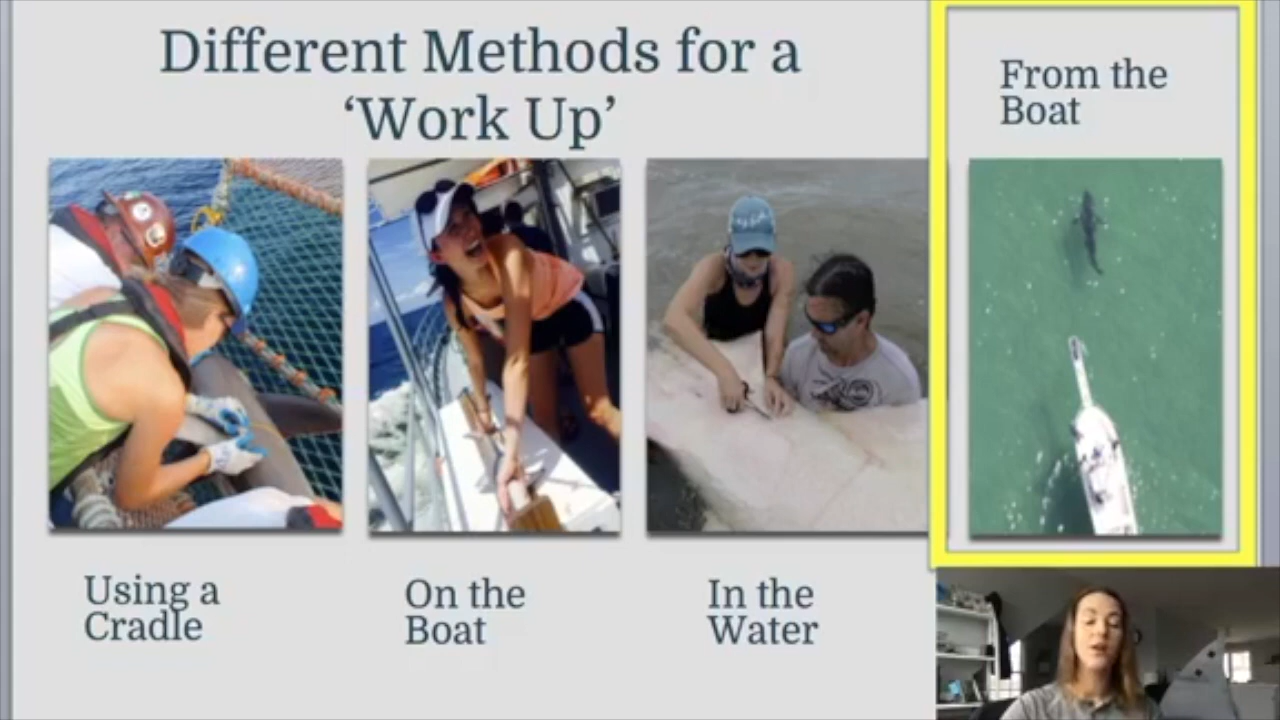 Different Methods for a
‘Work Up’
From the
Boat
Using a
Cradle
On the
Boat
In the
Water